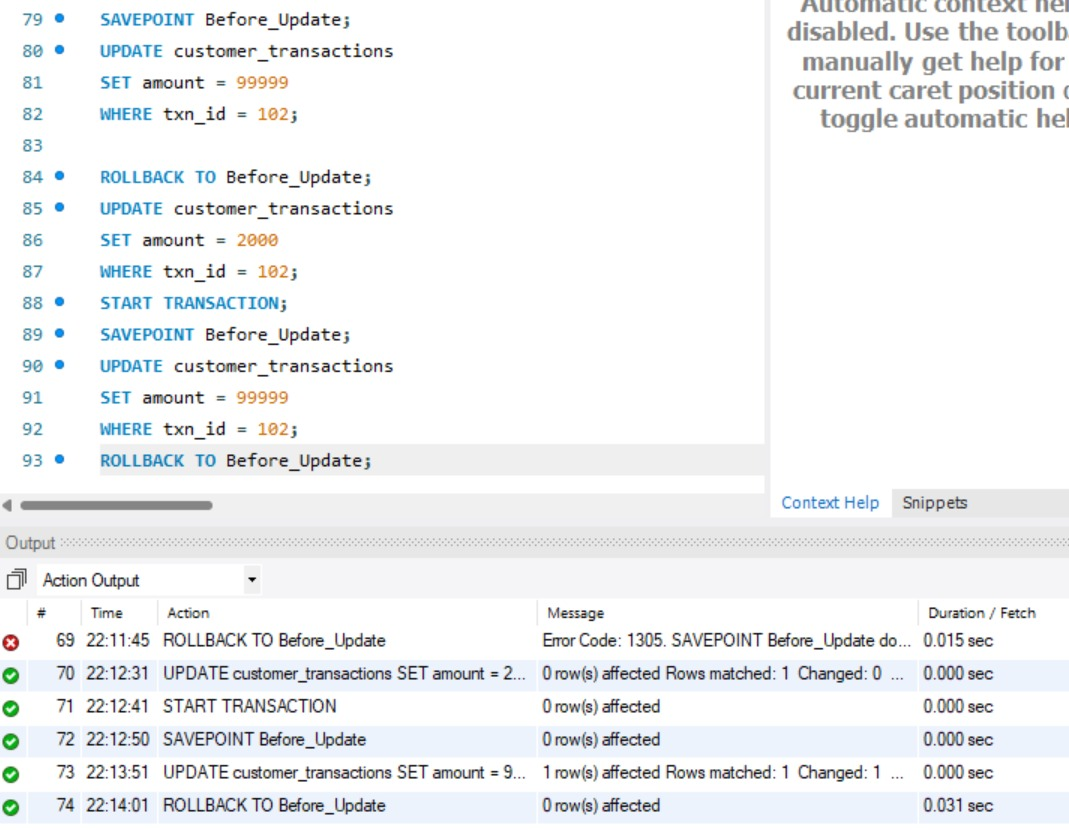 79 SAVEPOINT Before_Update;
80 UPDATE customer_transactions
81 SET amount = 99999
82 WHERE txn_id = 102;
83
84 ROLLBACK TO Before_Update;
85 UPDATE customer_transactions
86 SET amount = 2000
87 WHERE txn_id = 102;
88 START TRANSACTION;
89 SAVEPOINT Before_Update;
90 UPDATE customer_transactions
91 SET amount = 99999
92 WHERE txn_id = 102;
93 ROLLBACK TO Before_Update;
Automatic context hel
disabled. Use the toolba
manually get help for
current caret position o
toggle automatic hel
Context Help Snippets
Output
Action Output
# Time Action Message Duration / Fetch
69 22:11:45 ROLLBACK TO Before_Update Error Code: 1305. SAVEPOINT Before_Update do... 0.015 sec
70 22:12:31 UPDATE customer_transactions SET amount = 2... 0 row(s) affected Rows matched: 1 Changed: 0 ... 0.000 sec
71 22:12:41 START TRANSACTION 0 row(s) affected 0.000 sec
72 22:12:50 SAVEPOINT Before_Update 0 row(s) affected 0.000 sec
73 22:13:51 UPDATE customer_transactions SET amount = 9... 1 row(s) affected Rows matched: 1 Changed: 1 ... 0.000 sec
74 22:14:01 ROLLBACK TO Before_Update 0 row(s) affected 0.031 sec